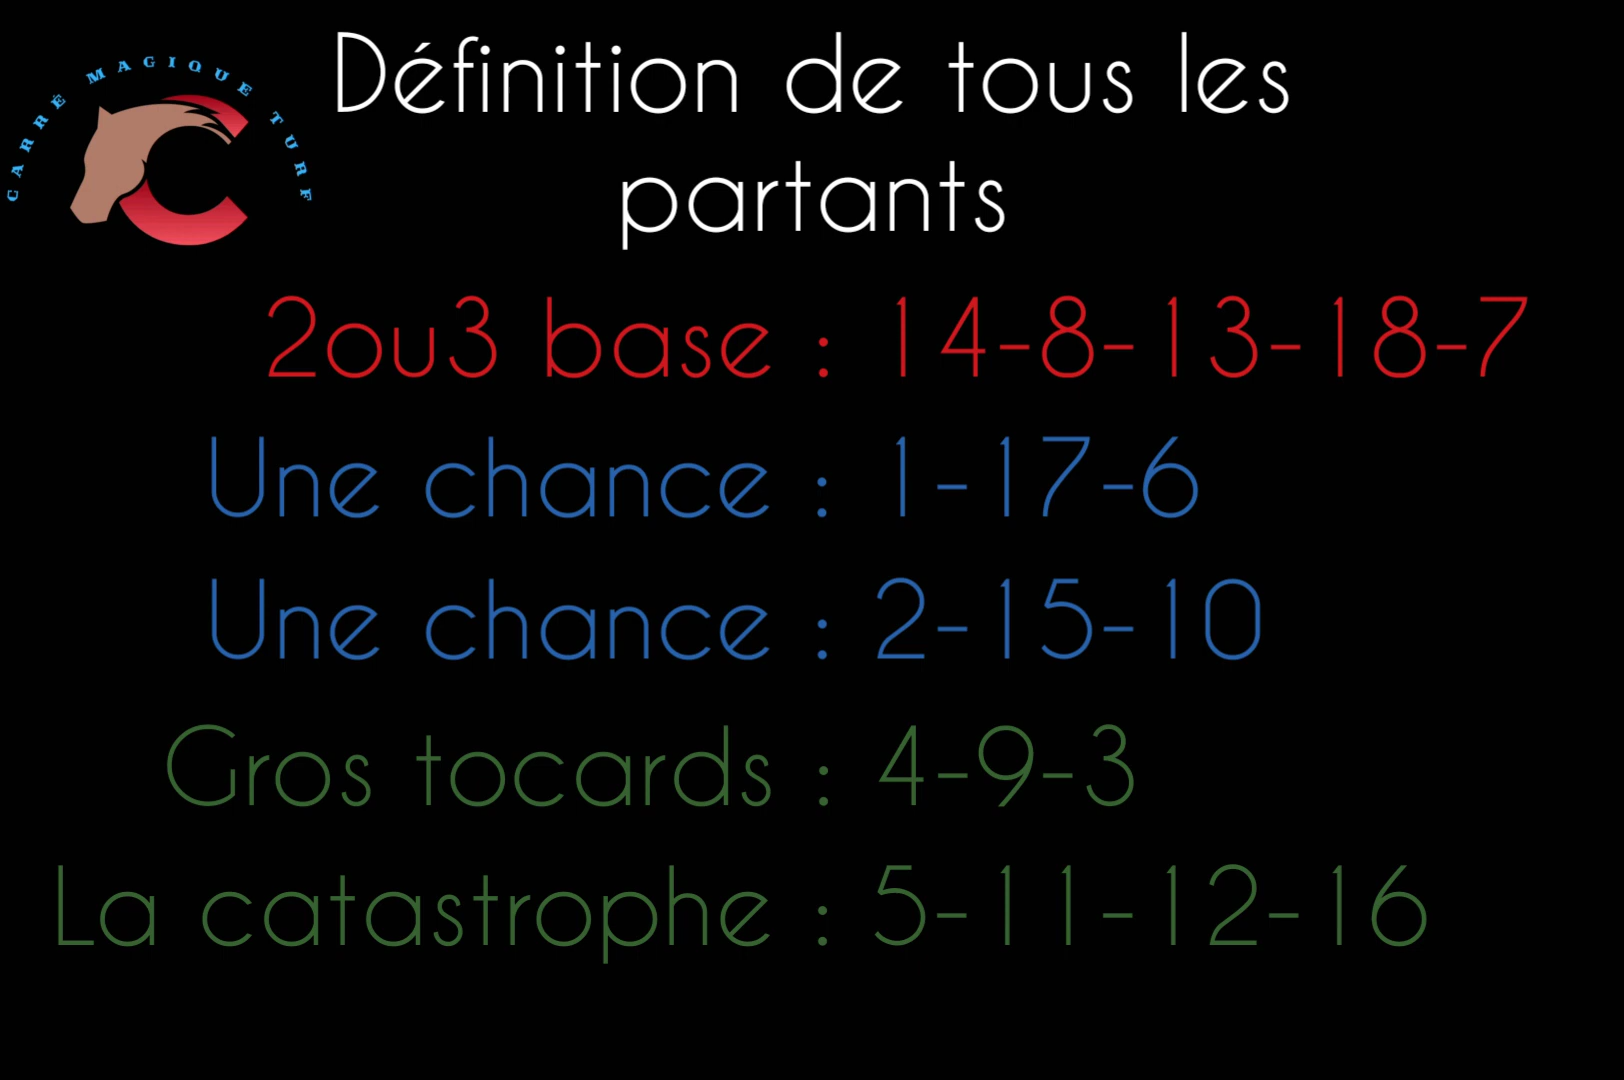 CARRÉ MAGIQUE TURF
Définition de tous les
partants
2ou3 base : 14-8-13-18-7
Une chance : 1-17-6
Une chance : 2-15-10
Gros tocards : 4-9-3
La catastrophe : 5-11-12-16